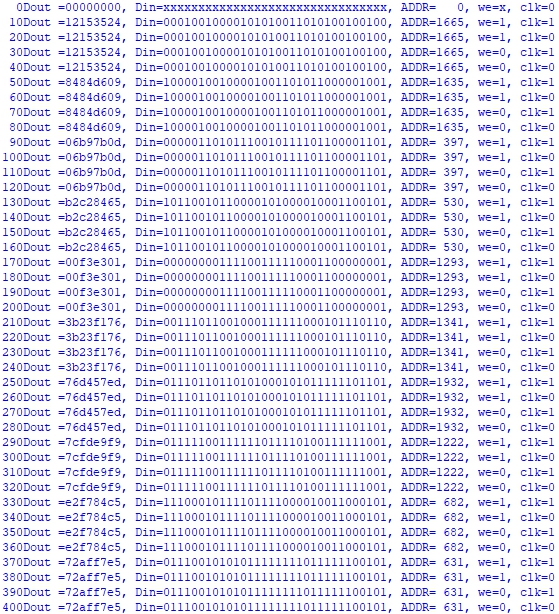 0Dout =00000000, Din=xxxxxxxxxxxxxxxxxxxxxxxxxxxxxxxx, ADDR=   0, we=x, clk=0
10Dout =12153524, Din=00010010000101010011010100100100, ADDR=1665, we=1, clk=1
20Dout =12153524, Din=00010010000101010011010100100100, ADDR=1665, we=1, clk=0
30Dout =12153524, Din=00010010000101010011010100100100, ADDR=1665, we=0, clk=1
40Dout =12153524, Din=00010010000101010011010100100100, ADDR=1665, we=0, clk=0
50Dout =8484d609, Din=10000100100001001101011000001001, ADDR=1635, we=1, clk=1
60Dout =8484d609, Din=10000100100001001101011000001001, ADDR=1635, we=1, clk=0
70Dout =8484d609, Din=10000100100001001101011000001001, ADDR=1635, we=0, clk=1
80Dout =8484d609, Din=10000100100001001101011000001001, ADDR=1635, we=0, clk=0
90Dout =06b97b0d, Din=00000110101110010111101100001101, ADDR= 397, we=1, clk=1
100Dout =06b97b0d, Din=00000110101110010111101100001101, ADDR= 397, we=1, clk=0
110Dout =06b97b0d, Din=00000110101110010111101100001101, ADDR= 397, we=0, clk=1
120Dout =06b97b0d, Din=00000110101110010111101100001101, ADDR= 397, we=0, clk=0
130Dout =b2c28465, Din=10110010110000101000010001100101, ADDR= 530, we=1, clk=1
140Dout =b2c28465, Din=10110010110000101000010001100101, ADDR= 530, we=1, clk=0
150Dout =b2c28465, Din=10110010110000101000010001100101, ADDR= 530, we=0, clk=1
160Dout =b2c28465, Din=10110010110000101000010001100101, ADDR= 530, we=0, clk=0
170Dout =00f3e301, Din=00000000111100111110001100000001, ADDR=1293, we=1, clk=1
180Dout =00f3e301, Din=00000000111100111110001100000001, ADDR=1293, we=1, clk=0
190Dout =00f3e301, Din=00000000111100111110001100000001, ADDR=1293, we=0, clk=1
200Dout =00f3e301, Din=00000000111100111110001100000001, ADDR=1293, we=0, clk=0
210Dout =3b23f176, Din=00111011001000111111000101110110, ADDR=1341, we=1, clk=1
220Dout =3b23f176, Din=00111011001000111111000101110110, ADDR=1341, we=1, clk=0
230Dout =3b23f176, Din=00111011001000111111000101110110, ADDR=1341, we=0, clk=1
240Dout =3b23f176, Din=00111011001000111111000101110110, ADDR=1341, we=0, clk=0
250Dout =76d457ed, Din=01110110110101000101011111101101, ADDR=1932, we=1, clk=1
260Dout =76d457ed, Din=01110110110101000101011111101101, ADDR=1932, we=1, clk=0
270Dout =76d457ed, Din=01110110110101000101011111101101, ADDR=1932, we=0, clk=1
280Dout =76d457ed, Din=01110110110101000101011111101101, ADDR=1932, we=0, clk=0
290Dout =7cfde9f9, Din=01111100111111011110100111111001, ADDR=1222, we=1, clk=1
300Dout =7cfde9f9, Din=01111100111111011110100111111001, ADDR=1222, we=1, clk=0
310Dout =7cfde9f9, Din=01111100111111011110100111111001, ADDR=1222, we=0, clk=1
320Dout =7cfde9f9, Din=01111100111111011110100111111001, ADDR=1222, we=0, clk=0
330Dout =e2f784c5, Din=11100010111101111000010011000101, ADDR= 682, we=1, clk=1
340Dout =e2f784c5, Din=11100010111101111000010011000101, ADDR= 682, we=1, clk=0
350Dout =e2f784c5, Din=11100010111101111000010011000101, ADDR= 682, we=0, clk=1
360Dout =e2f784c5, Din=11100010111101111000010011000101, ADDR= 682, we=0, clk=0
370Dout =72aff7e5, Din=01110010101011111111011111100101, ADDR= 631, we=1, clk=1
380Dout =72aff7e5, Din=01110010101011111111011111100101, ADDR= 631, we=1, clk=0
390Dout =72aff7e5, Din=01110010101011111111011111100101, ADDR= 631, we=0, clk=1
400Dout =72aff7e5, Din=01110010101011111111011111100101, ADDR= 631, we=0, clk=0